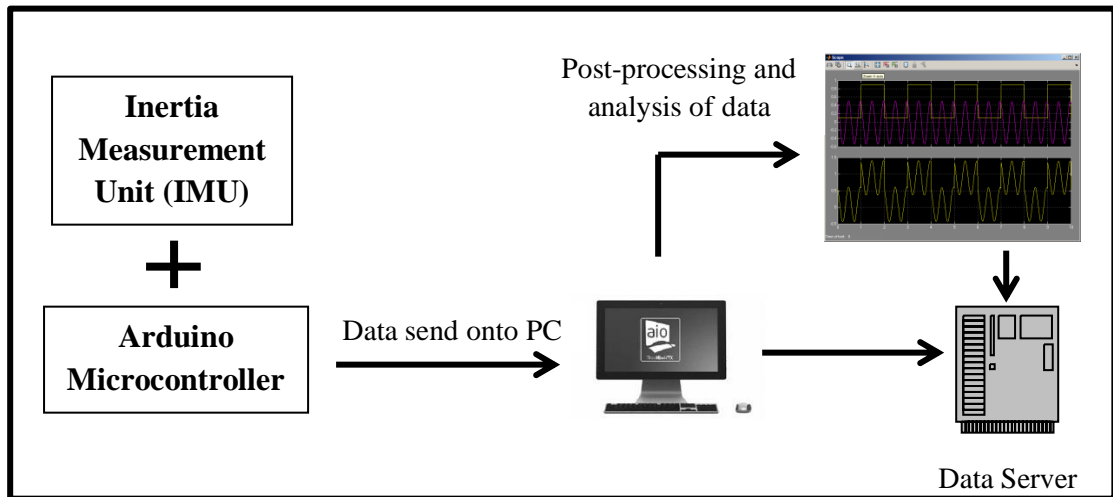 Inertia
Measurement
Unit (IMU)
Arduino
Microcontroller
Data send onto PC
Post-processing and
analysis of data
aio
Data Server